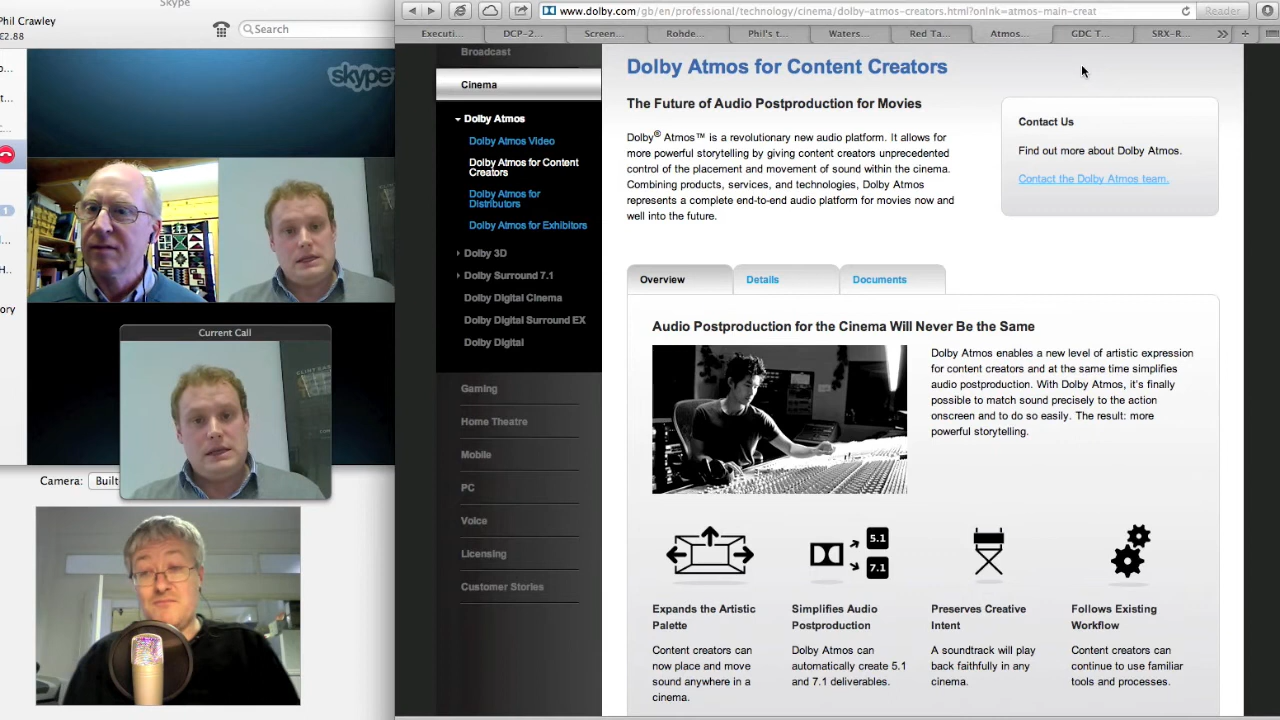 Skype
Phil Crawley
£2.88
Search
skype
1
Current Call
CLINT EAS
Camera:
Built
www.dolby.com/gb/en/professional/technology/cinema/dolby-atmos-creators.html?onlnk=atmos-main-creat
Reader
Executi...
DCP-2...
Screen...
Rohde...
Phil's t...
Waters...
Red Ta...
Atmos...
GDC T...
SRX-R...
Broadcast
Cinema
Dolby Atmos
Dolby Atmos Video
Dolby Atmos for Content
Creators
Dolby Atmos for
Distributors
Dolby Atmos for Exhibitors
Dolby 3D
Dolby Surround 7.1
Dolby Digital Cinema
Dolby Digital Surround EX
Dolby Digital
Gaming
Home Theatre
Mobile
PC
Voice
Licensing
Customer Stories
Dolby Atmos for Content Creators
The Future of Audio Postproduction for Movies
Dolby® Atmos™ is a revolutionary new audio platform. It allows for
more powerful storytelling by giving content creators unprecedented
control of the placement and movement of sound within the cinema.
Combining products, services, and technologies, Dolby Atmos
represents a complete end-to-end audio platform for movies now and
well into the future.
Contact Us
Find out more about Dolby Atmos.
Contact the Dolby Atmos team.
Overview
Details
Documents
Audio Postproduction for the Cinema Will Never Be the Same
Dolby Atmos enables a new level of artistic expression
for content creators and at the same time simplifies
audio postproduction. With Dolby Atmos, it's finally
possible to match sound precisely to the action
onscreen and to do so easily. The result: more
powerful storytelling.
5.1
7.1
Expands the Artistic
Palette
Content creators can
now place and move
sound anywhere in a
cinema.
Simplifies Audio
Postproduction
Dolby Atmos can
automatically create 5.1
and 7.1 deliverables.
Preserves Creative
Intent
A soundtrack will play
back faithfully in any
cinema.
Follows Existing
Workflow
Content creators can
continue to use familiar
tools and processes.